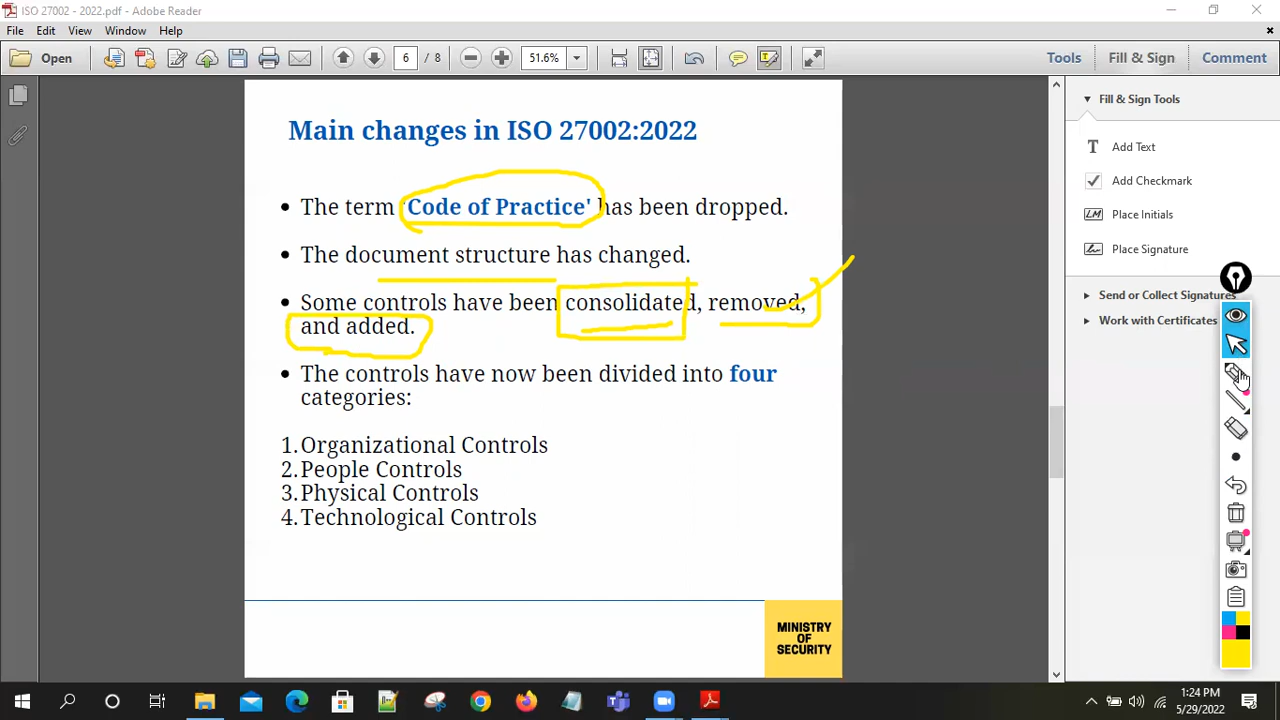 ISO 27002 - 2022.pdf - Adobe Reader
File Edit View Window Help
Open 6 / 8 51.6% Tools Fill & Sign Comment
Fill & Sign Tools
T Add Text
Add Checkmark
LM Place Initials
Place Signature
Send or Collect Signatures
Work with Certificates
Main changes in ISO 27002:2022
• The term 'Code of Practice' has been dropped.
• The document structure has changed.
• Some controls have been consolidated, removed,
and added.
• The controls have now been divided into four
categories:
1. Organizational Controls
2. People Controls
3. Physical Controls
4. Technological Controls
MINISTRY
OF
SECURITY
1:24 PM
5/29/2022